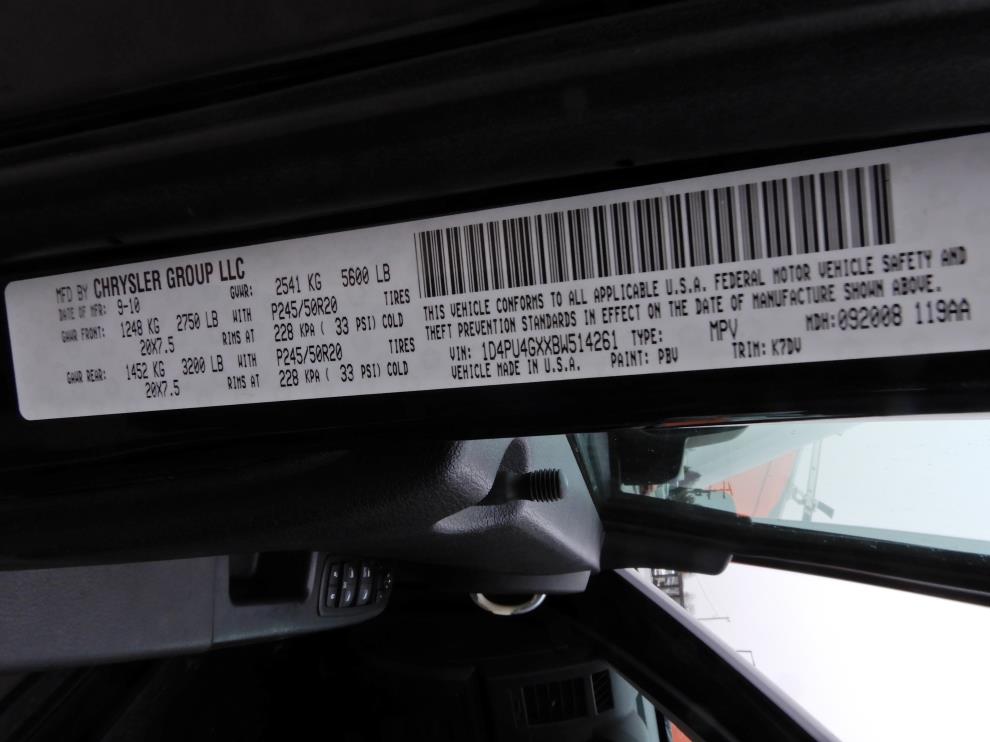 MFD BY CHRYSLER GROUP LLC
DATE OF MFR: 9-10 GVWR: 2541 KG 5600 LB
GAWR FRONT: 1248 KG 2750 LB WITH P245/50R20 TIRES
20X7.5 RIMS AT 228 KPA ( 33 PSI) COLD
GAWR REAR: 1452 KG 3200 LB WITH P245/50R20 TIRES
20X7.5 RIMS AT 228 KPA ( 33 PSI) COLD
THIS VEHICLE CONFORMS TO ALL APPLICABLE U.S.A. FEDERAL MOTOR VEHICLE SAFETY AND
THEFT PREVENTION STANDARDS IN EFFECT ON THE DATE OF MANUFACTURE SHOWN ABOVE.
VIN: 1D4PU4GXXBW514261 TYPE: MPV MDH: 092008 119AA
VEHICLE MADE IN U.S.A. PAINT: PBV TRIM: K7DV